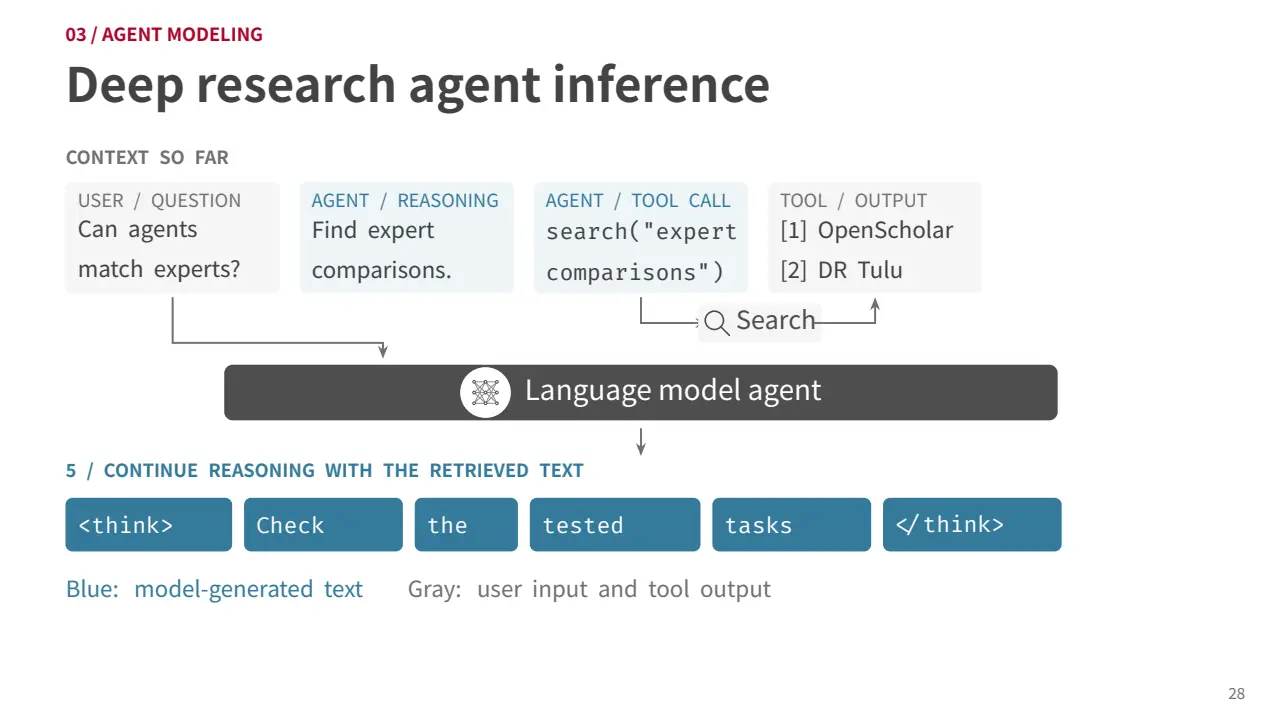 03 / AGENT MODELING
Deep research agent inference
CONTEXT SO FAR
USER / QUESTION
Can agents
match experts?
AGENT / REASONING
Find expert
comparisons.
AGENT / TOOL CALL
search("expert
comparisons")
TOOL / OUTPUT
[1] OpenScholar
[2] DR Tulu
Search
Language model agent
5 / CONTINUE REASONING WITH THE RETRIEVED TEXT
<think> Check the tested tasks </think>
Blue: model-generated text Gray: user input and tool output
28